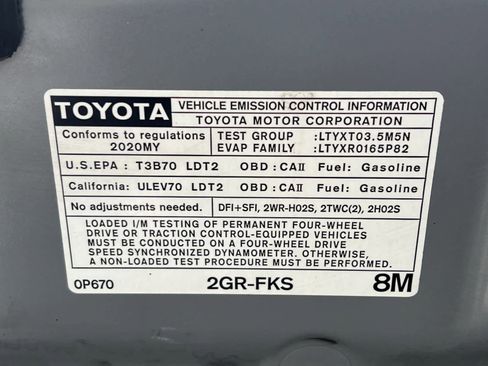 TOYOTA VEHICLE EMISSION CONTROL INFORMATION
TOYOTA MOTOR CORPORATION
Conforms to regulations
2020MY
TEST GROUP :LTYXT03.5M5N
EVAP FAMILY :LTYXR0165P82
U.S.EPA : T3B70 LDT2 OBD : CAII Fuel: Gasoline
California: ULEV70 LDT2 OBD : CAII Fuel: Gasoline
No adjustments needed. DFI+SFI, 2WR-H02S, 2TWC(2), 2H02S
LOADED I/M TESTING OF PERMANENT FOUR-WHEEL
DRIVE OR TRACTION CONTROL-EQUIPPED VEHICLES
MUST BE CONDUCTED ON A FOUR-WHEEL DRIVE
SPEED SYNCHRONIZED DYNAMOMETER. OTHERWISE,
A NON-LOADED TEST PROCEDURE MUST BE PERFORMED.
0P670 2GR-FKS 8M